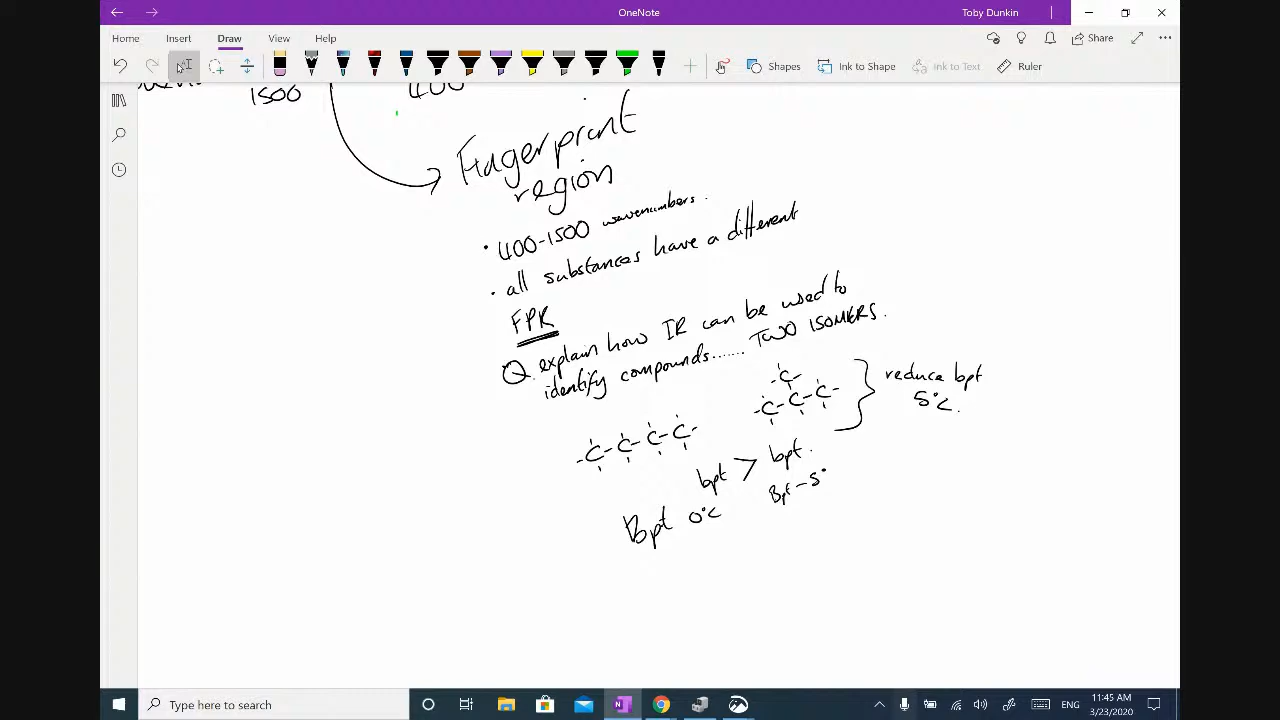 OneNote
Toby Dunkin
Home Insert Draw View Help
Share
Shapes Ink to Shape Ink to Text Ruler
1500 400
Fingerprint
region
• 400-1500 wavenumbers.
• all substances have a different
FPR
Q. explain how IR can be used to
identify compounds...... TWO ISOMERS.
-C-C-C-C-
C
-C-C-C-
reduce bpt
5°C.
bpt > bpt.
Bpt -5°
Bpt 0°C
Type here to search
ENG
11:45 AM
3/23/2020